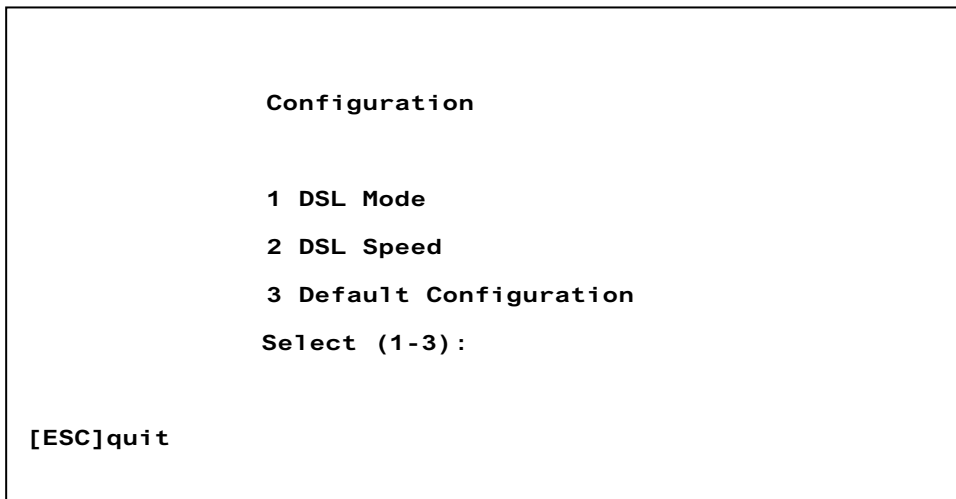 Configuration
1 DSL Mode
2 DSL Speed
3 Default Configuration
Select (1-3):
[ESC]quit